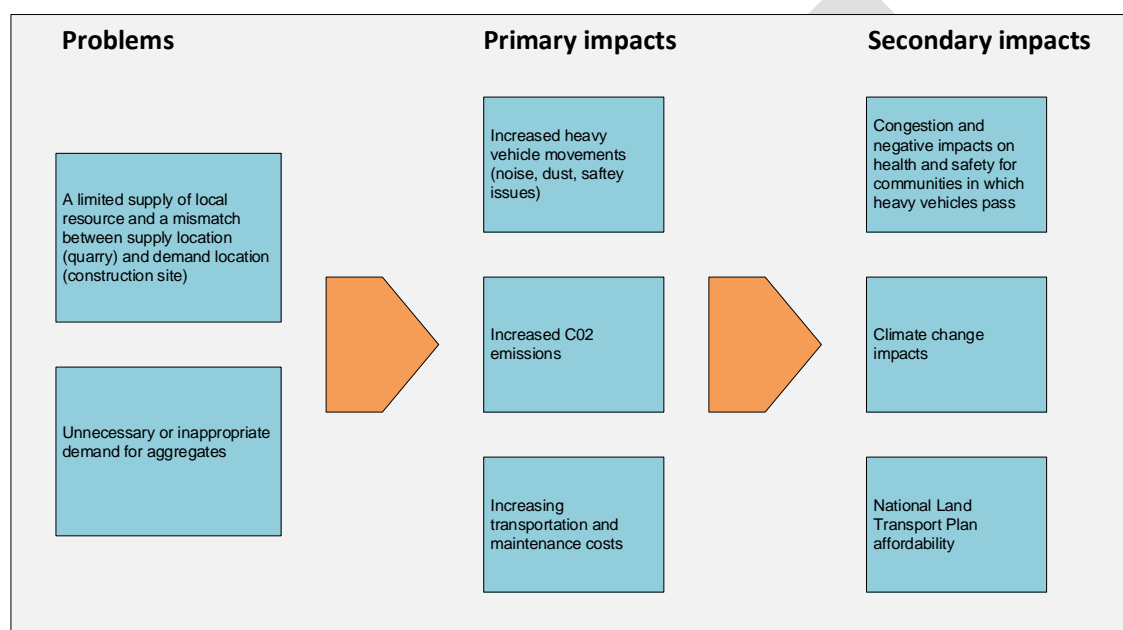 Problems
A limited supply of local
resource and a mismatch
between supply location
(quarry) and demand location
(construction site)
Unnecessary or inappropriate
demand for aggregates
Primary impacts
Increased heavy
vehicle movements
(noise, dust, saftey
issues)
Increased C02
emissions
Increasing
transportation and
maintenance costs
Secondary impacts
Congestion and
negative impacts on
health and safety for
communities in which
heavy vehicles pass
Climate change
impacts
National Land
Transport Plan
affordability